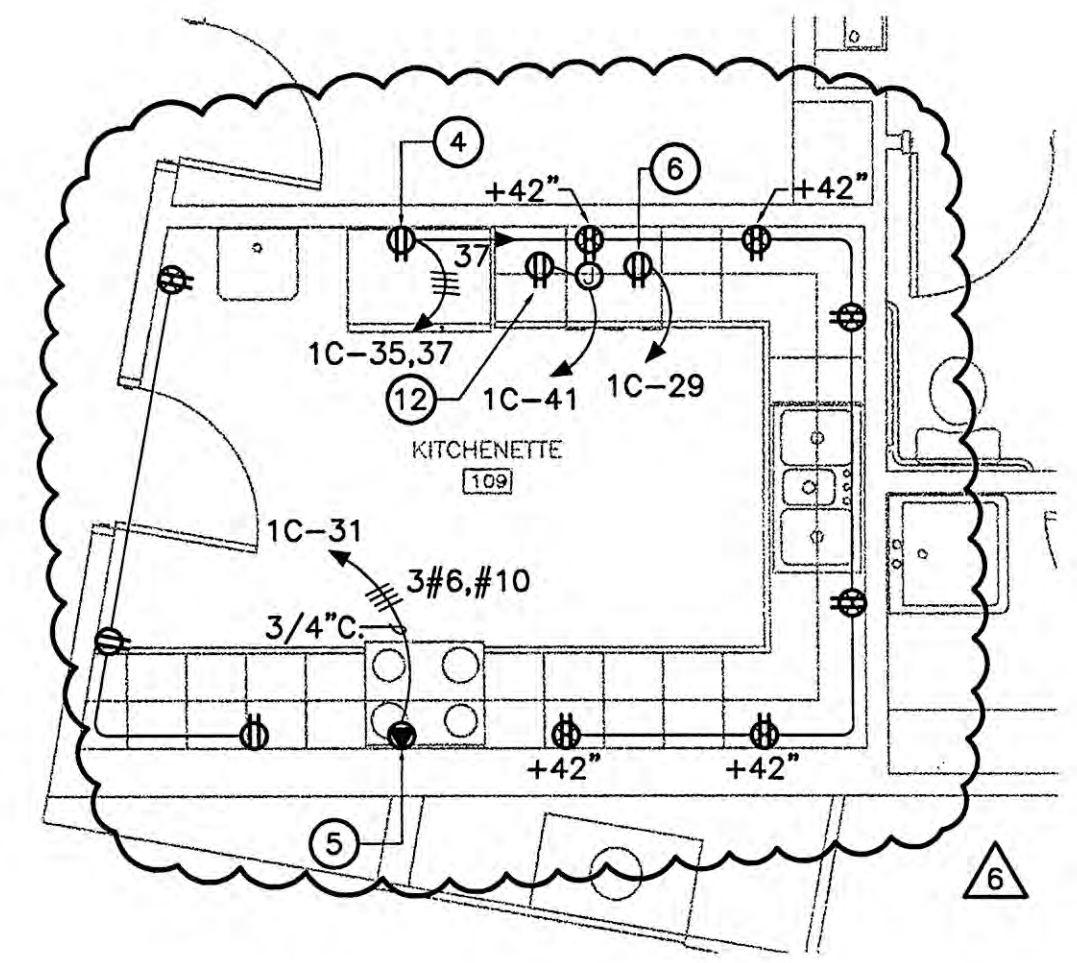 4
6
+42"
+42"
37
1C-35,37
12
1C-41
1C-29
J
KITCHENETTE
109
1C-31
3#6,#10
3/4"C.
+42"
+42"
5
6